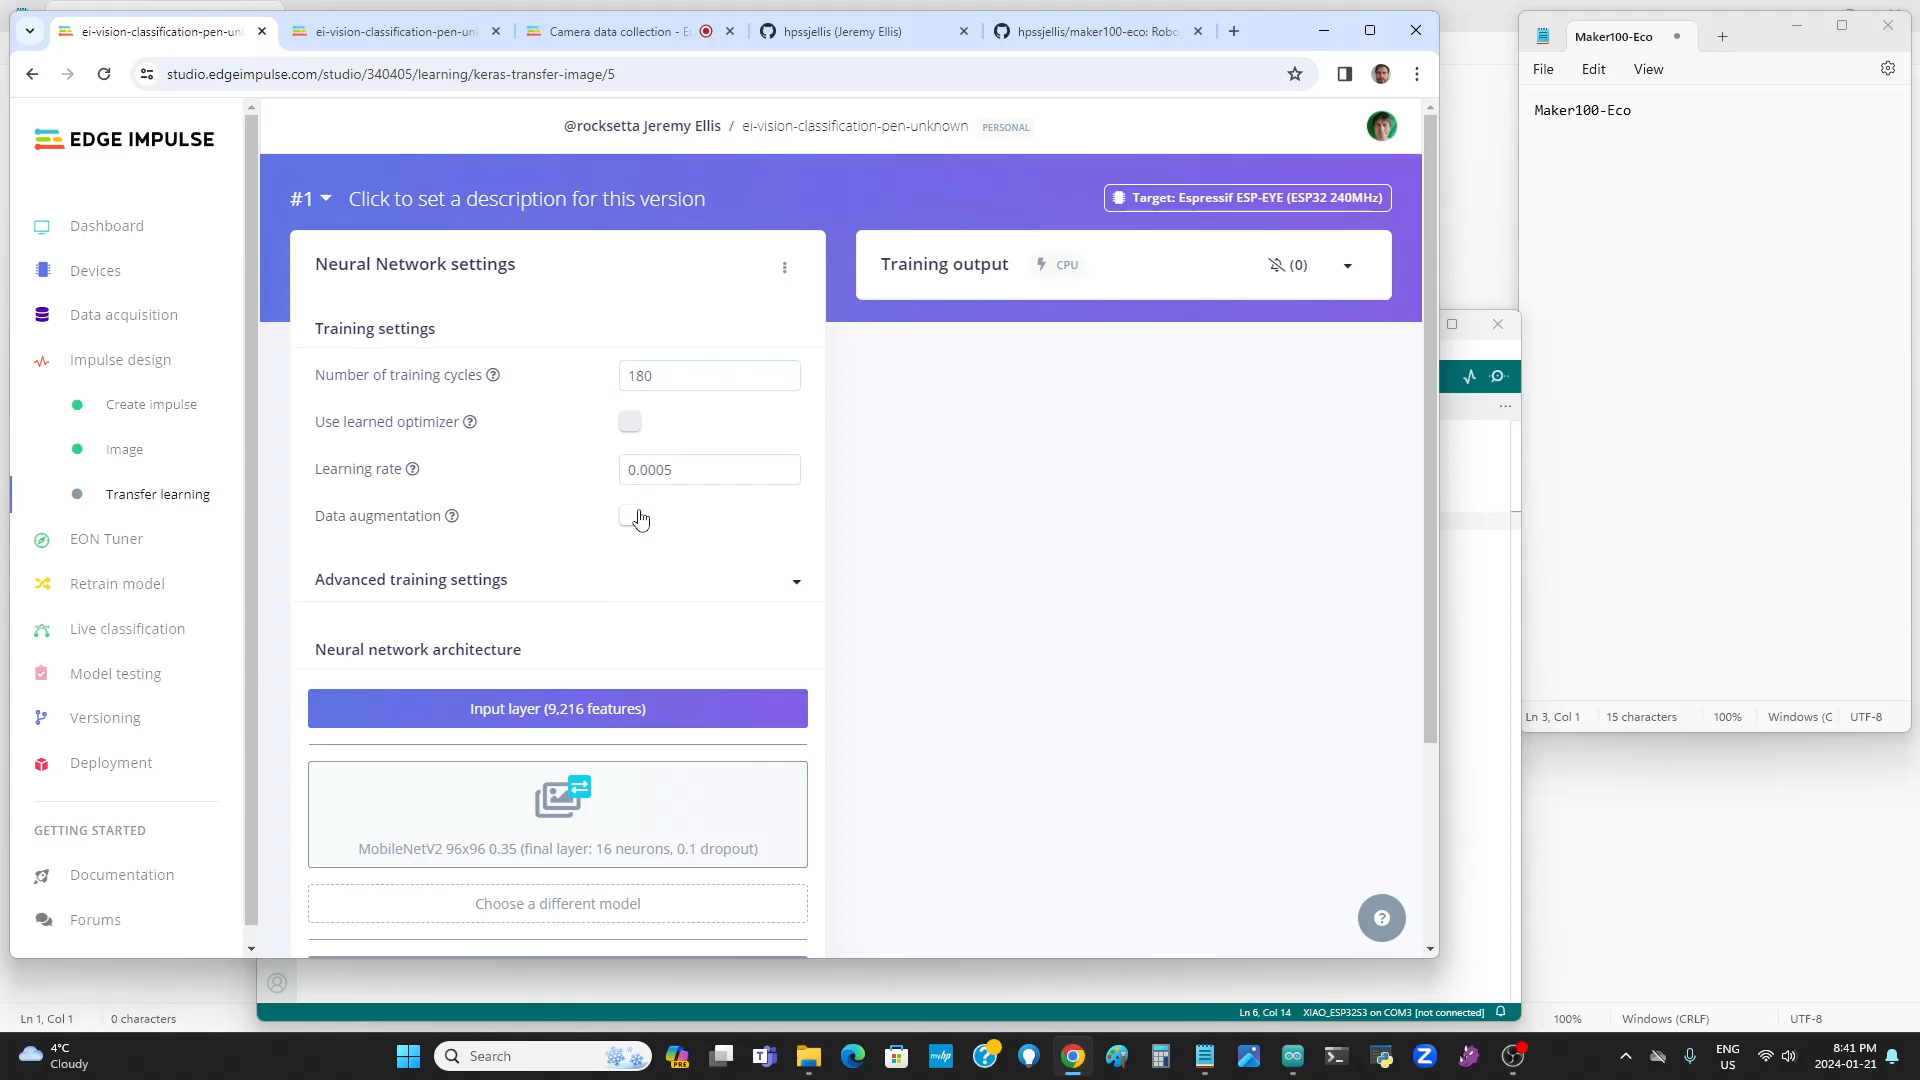 ei-vision-classification-pen-un
ei-vision-classification-pen-un
Camera data collection - E
hpssjellis (Jeremy Ellis)
hpssjellis/maker100-eco: Robo
studio.edgeimpulse.com/studio/340405/learning/keras-transfer-image/5
Maker100-Eco
File
Edit
View
Maker100-Eco
EDGE IMPULSE
@rocksetta Jeremy Ellis / ei-vision-classification-pen-unknown PERSONAL
Dashboard
Devices
Data acquisition
Impulse design
Create impulse
Image
Transfer learning
EON Tuner
Retrain model
Live classification
Model testing
Versioning
Deployment
GETTING STARTED
Documentation
Forums
#1 Click to set a description for this version
Target: Espressif ESP-EYE (ESP32 240MHz)
Neural Network settings
Training settings
Number of training cycles ? 180
Use learned optimizer ?
Learning rate ? 0.0005
Data augmentation ?
Advanced training settings
Neural network architecture
Input layer (9,216 features)
MobileNetV2 96x96 0.35 (final layer: 16 neurons, 0.1 dropout)
Choose a different model
Training output CPU (0)
?
Ln 3, Col 1 15 characters 100% Windows (C UTF-8
Ln 6, Col 14 XIAO_ESP32S3 on COM3 [not connected]
Ln 1, Col 1 0 characters 100% Windows (CRLF) UTF-8
4°C
Cloudy
Search
PRE
myhp
ENG
US
8:41 PM
2024-01-21